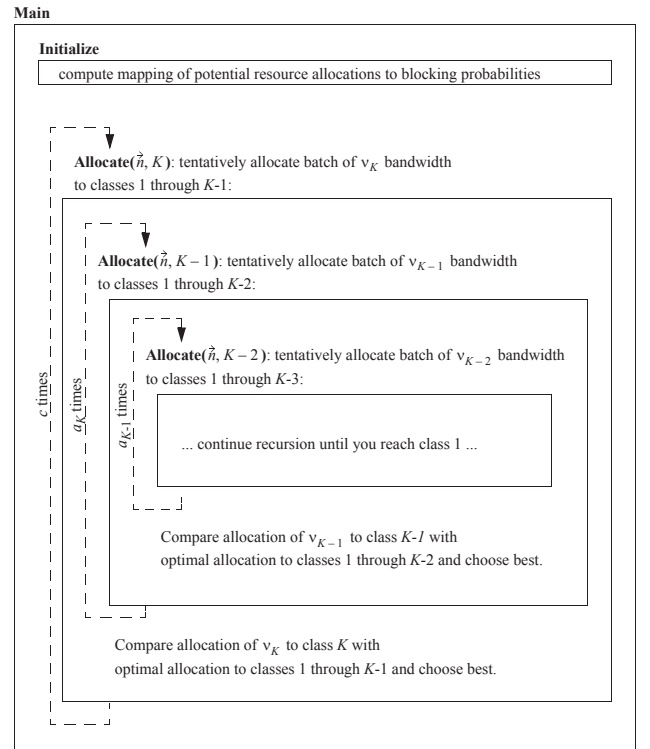 Main
Initialize
compute mapping of potential resource allocations to blocking probabilities
Allocate(n⃗, K): tentatively allocate batch of ν_K bandwidth
to classes 1 through K-1:
Allocate(n⃗, K – 1): tentatively allocate batch of ν_{K – 1} bandwidth
to classes 1 through K-2:
Allocate(n⃗, K – 2): tentatively allocate batch of ν_{K – 2} bandwidth
to classes 1 through K-3:
c times
a_K times
a_{K-1} times
... continue recursion until you reach class 1 ...
Compare allocation of ν_{K – 1} to class K-1 with
optimal allocation to classes 1 through K-2 and choose best.
Compare allocation of ν_K to class K with
optimal allocation to classes 1 through K-1 and choose best.